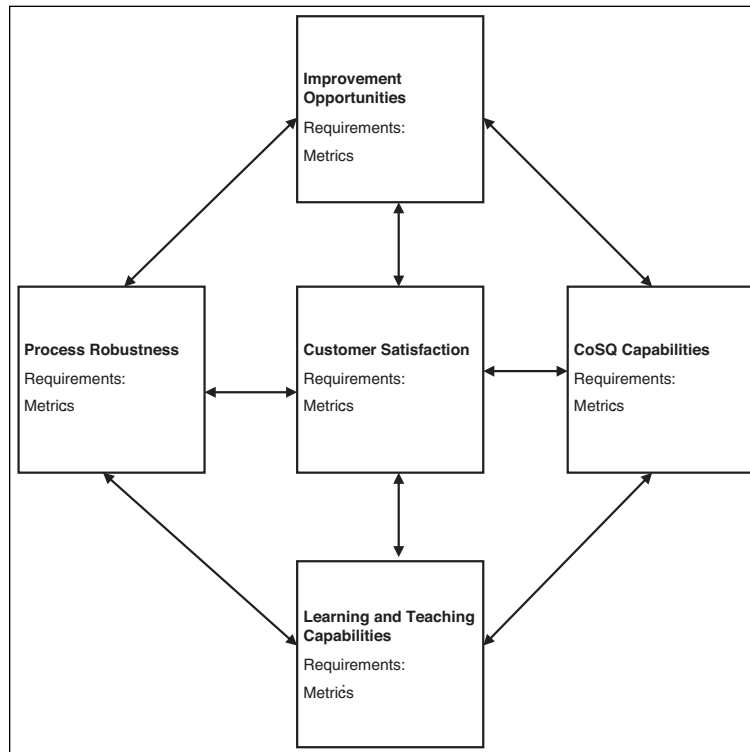 Improvement
Opportunities
Requirements:
Metrics
Process Robustness
Requirements:
Metrics
Customer Satisfaction
Requirements:
Metrics
CoSQ Capabilities
Requirements:
Metrics
Learning and Teaching
Capabilities
Requirements:
Metrics